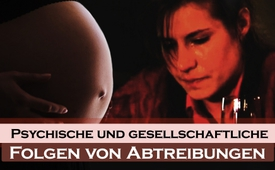 Psychische und gesellschaftliche
Folgen von Abtreibungen